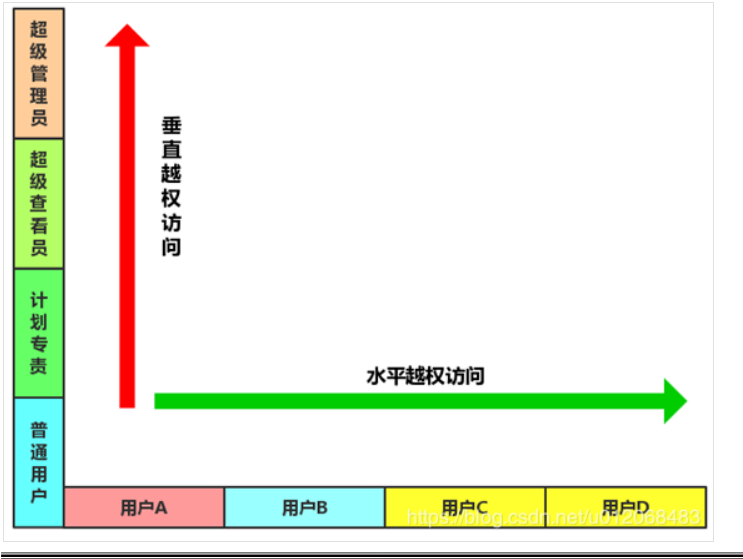 超级管理员
超级查看员
计划专责
普通用户
垂直越权访问
水平越权访问
用户A
用户B
用户C
用户D
https://blog.csdn.net/u012068483